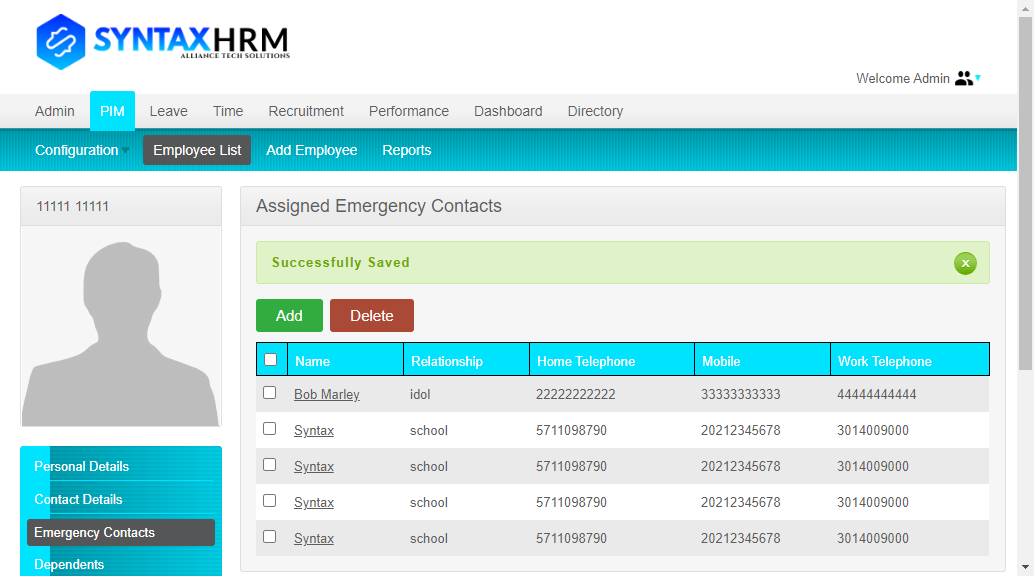 SYNTAXHRM
ALLIANCE TECH SOLUTIONS
Welcome Admin
Admin PIM Leave Time Recruitment Performance Dashboard Directory
Configuration Employee List Add Employee Reports
11111 11111
Assigned Emergency Contacts
Successfully Saved
Add Delete
Name Relationship Home Telephone Mobile Work Telephone
Bob Marley idol 22222222222 33333333333 44444444444
Syntax school 5711098790 20212345678 3014009000
Syntax school 5711098790 20212345678 3014009000
Syntax school 5711098790 20212345678 3014009000
Syntax school 5711098790 20212345678 3014009000
Personal Details
Contact Details
Emergency Contacts
Dependents